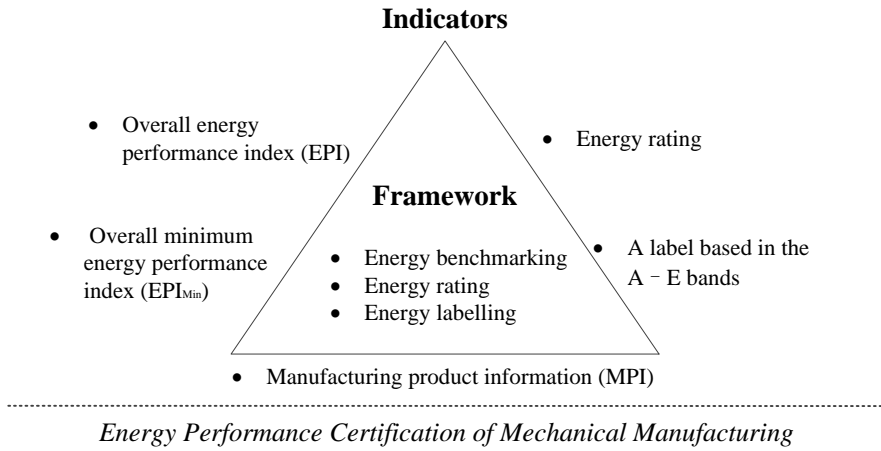 Indicators
• Overall energy
performance index (EPI)
• Energy rating
Framework
• Overall minimum
energy performance
index (EPIMin)
• Energy benchmarking
• Energy rating
• Energy labelling
• A label based in the
A – E bands
• Manufacturing product information (MPI)
Energy Performance Certification of Mechanical Manufacturing